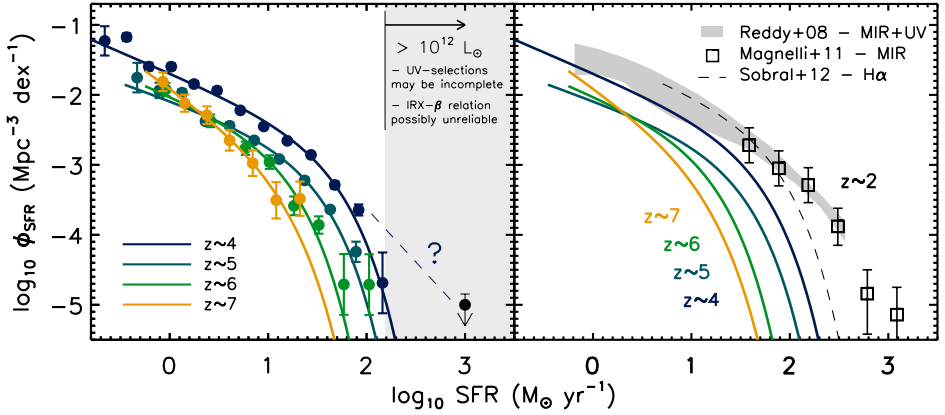 > 10¹² L⊙
– UV–selections
may be incomplete
– IRX–β relation
possibly unreliable
?
z~4
z~5
z~6
z~7
Reddy+08 – MIR+UV
Magnelli+11 – MIR
Sobral+12 – Hα
z~2
z~7
z~6
z~5
z~4
-1
-2
-3
-4
-5
log₁₀ ϕSFR (Mpc⁻³ dex⁻¹)
0 1 2 3
0 1 2 3
log₁₀ SFR (M⊙ yr⁻¹)